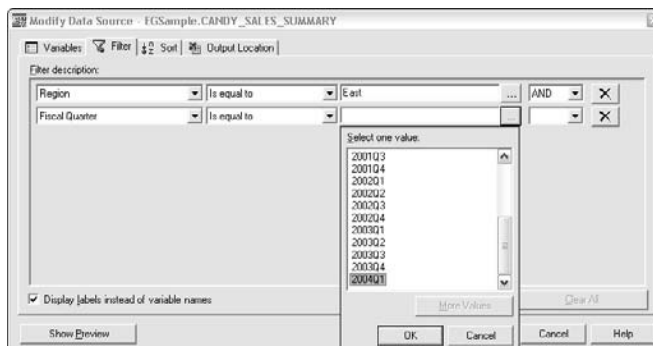 Modify Data Source - EGSample.CANDY_SALES_SUMMARY
Variables Filter Sort Output Location
Filter description:
Region Is equal to East ... AND
Fiscal Quarter Is equal to ...
Select one value:
2001Q3
2001Q4
2002Q1
2002Q2
2002Q3
2002Q4
2003Q1
2003Q2
2003Q3
2003Q4
2004Q1
Display labels instead of variable names
More Values
Clear All
Show Preview
OK Cancel
Cancel Help